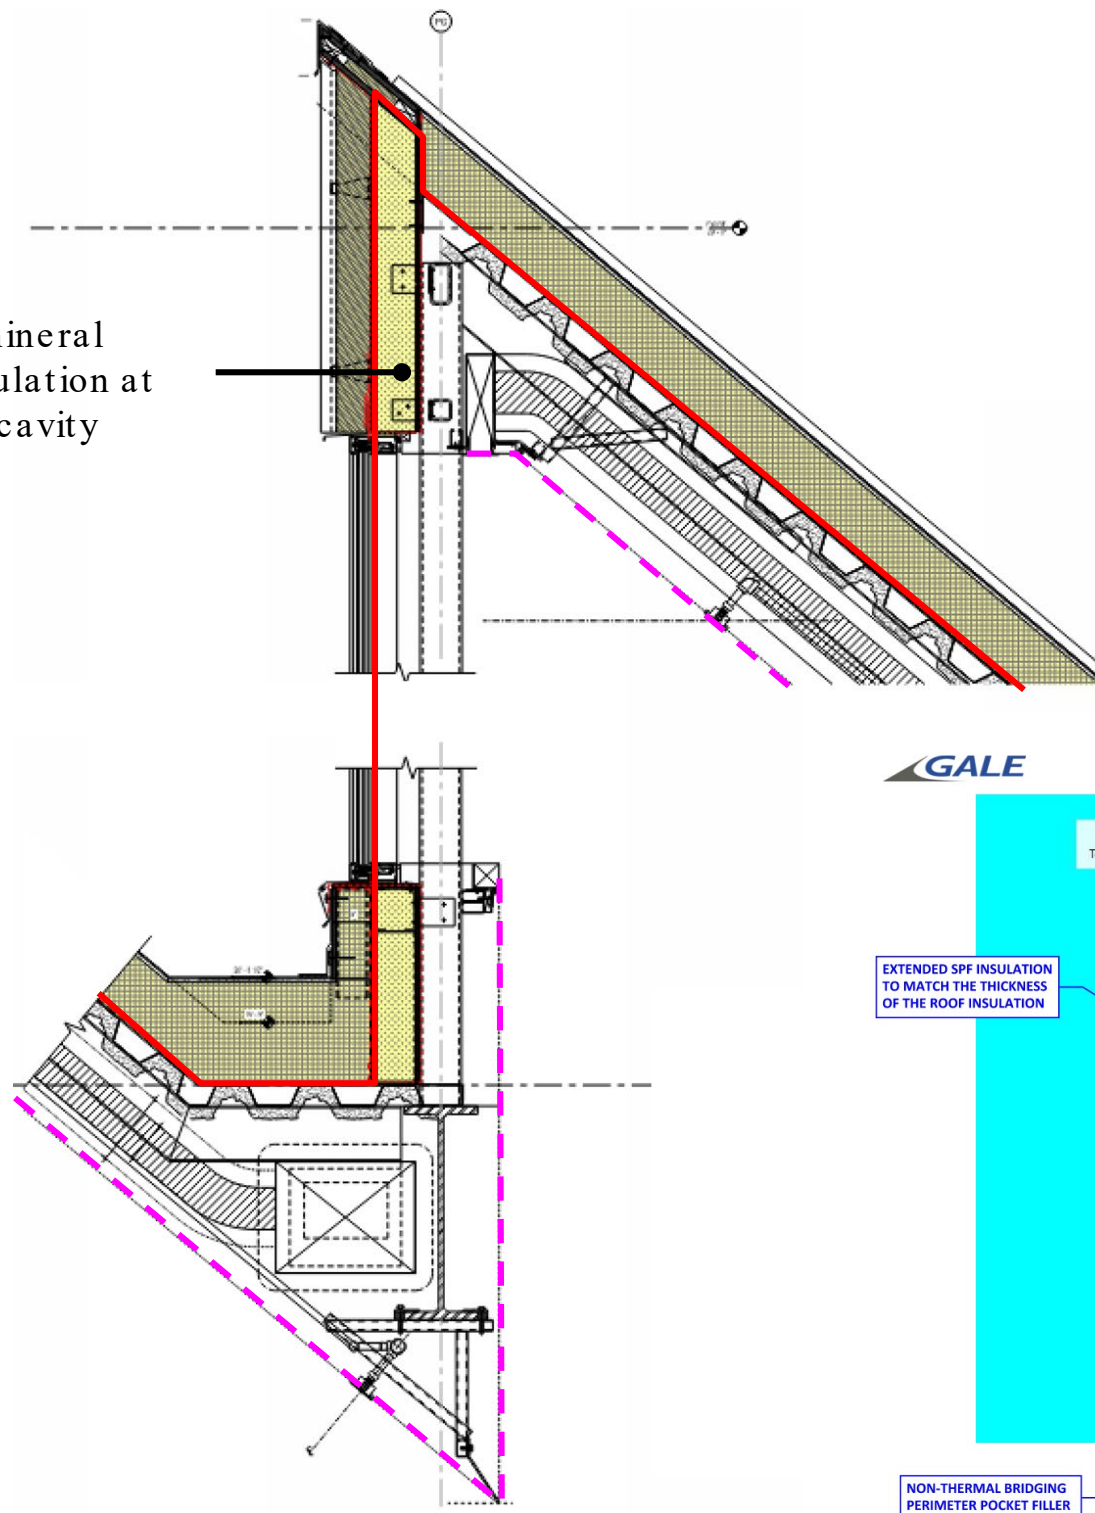 PG
ineral
ulation at
cavity
GALE
T
EXTENDED SPF INSULATION
TO MATCH THE THICKNESS
OF THE ROOF INSULATION
NON-THERMAL BRIDGING
PERIMETER POCKET FILLER